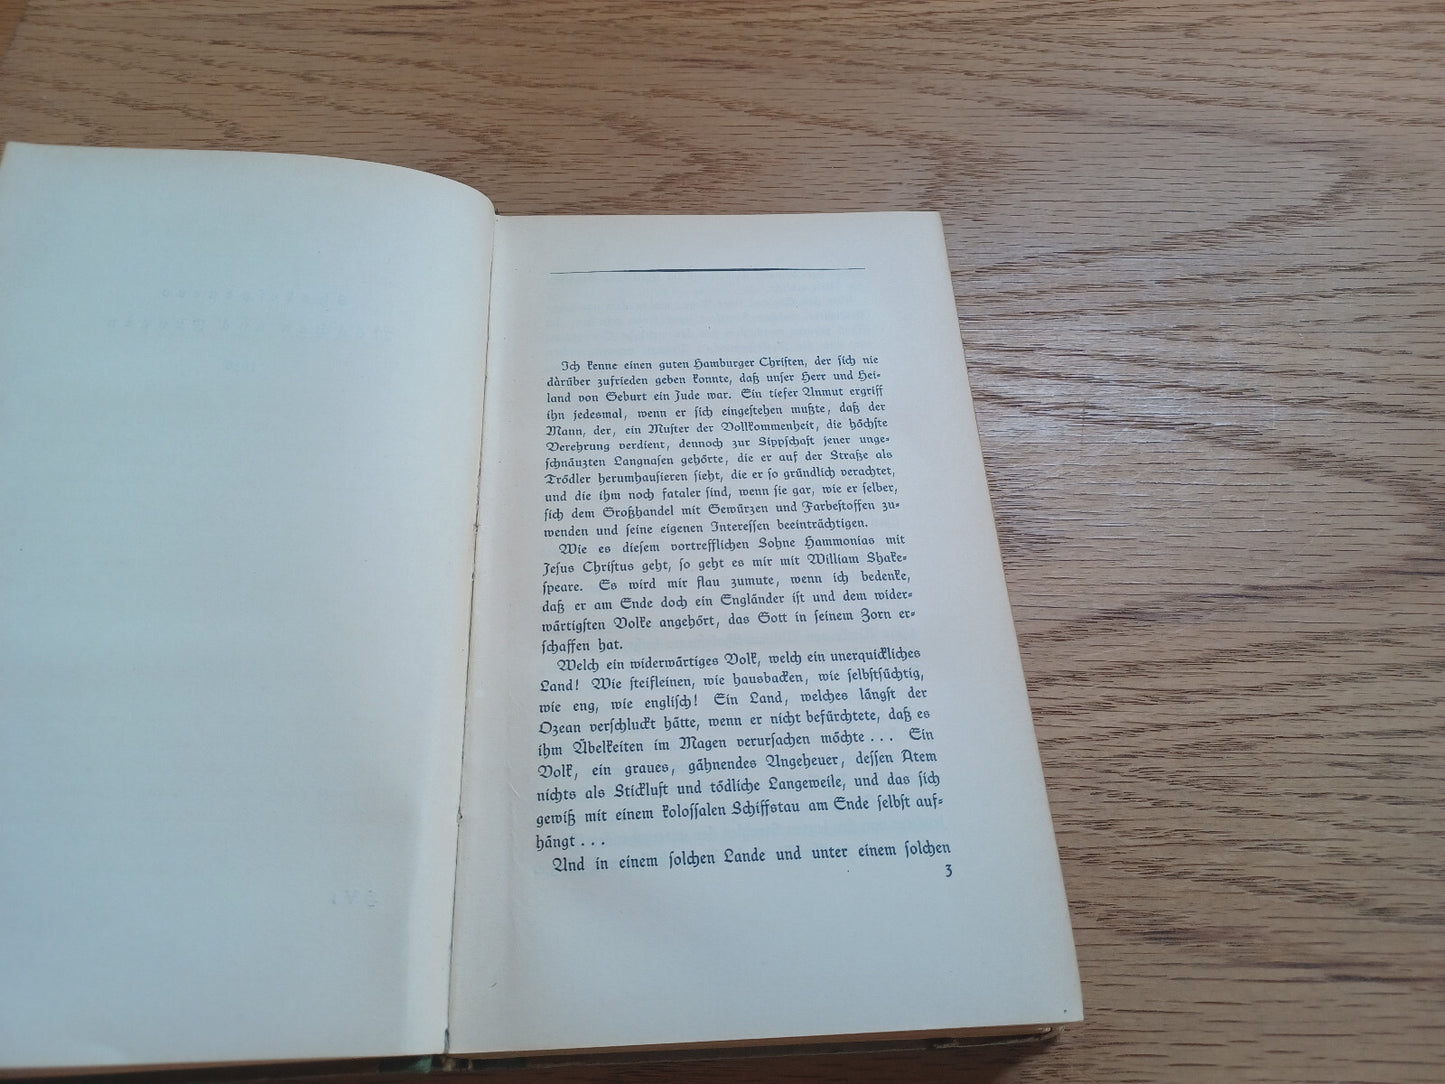 Ich kenne einen guten Hamburger Christen, der sich nie
dàrüber zufrieden geben konnte, daß unser Herr und Hei-
land von Geburt ein Jude war. Ein tiefer Unmut ergriff
ihn jedesmal, wenn er sich eingestehen mußte, daß der
Mann, der, ein Muster der Vollkommenheit, die höchste
Verehrung verdient, dennoch zur Sippschaft jener unge-
schnäuzten Langnasen gehörte, die er auf der Straße als
Trödler herumhausieren sieht, die er so gründlich verachtet,
und die ihm noch fataler sind, wenn sie gar, wie er selber,
sich dem Großhandel mit Gewürzen und Farbestoffen zu-
wenden und seine eigenen Interessen beeinträchtigen.
Wie es diesem vortrefflichen Sohne Hammonias mit
Jesus Christus geht, so geht es mir mit William Shake-
speare. Es wird mir flau zumute, wenn ich bedenke,
daß er am Ende doch ein Engländer ist und dem wider-
wärtigsten Volke angehört, das Gott in seinem Zorn er-
schaffen hat.
Welch ein widerwärtiges Volk, welch ein unerquickliches
Land! Wie steifleinen, wie hausbacken, wie selbstsüchtig,
wie eng, wie englisch! Ein Land, welches längst der
Ozean verschluckt hätte, wenn er nicht befürchtete, daß es
ihm Übelkeiten im Magen verursachen möchte . . . Ein
Volk, ein graues, gähnendes Ungeheuer, dessen Atem
nichts als Stickluft und tödliche Langeweile, und das sich
gewiß mit einem kolossalen Schiffstau am Ende selbst auf-
hängt . . .
Und in einem solchen Lande und unter einem solchen
3